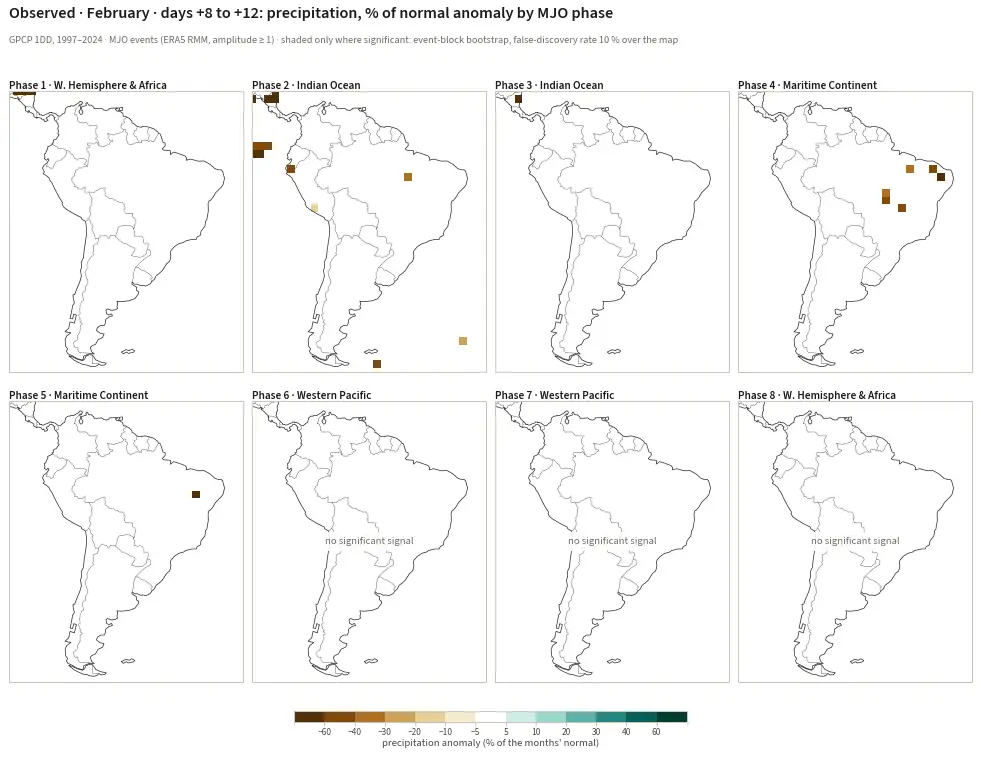 Observed · February · days +8 to +12: precipitation, % of normal anomaly by MJO phase
GPCP 1DD, 1997–2024 · MJO events (ERA5 RMM, amplitude ≥ 1) · shaded only where significant: event-block bootstrap, false-discovery rate 10 % over the map
Phase 1 · W. Hemisphere & Africa
Phase 2 · Indian Ocean
Phase 3 · Indian Ocean
Phase 4 · Maritime Continent
Phase 5 · Maritime Continent
Phase 6 · Western Pacific
Phase 7 · Western Pacific
Phase 8 · W. Hemisphere & Africa
no significant signal
no significant signal
no significant signal
−60 −40 −30 −20 −10 −5 5 10 20 30 40 60
precipitation anomaly (% of the months' normal)